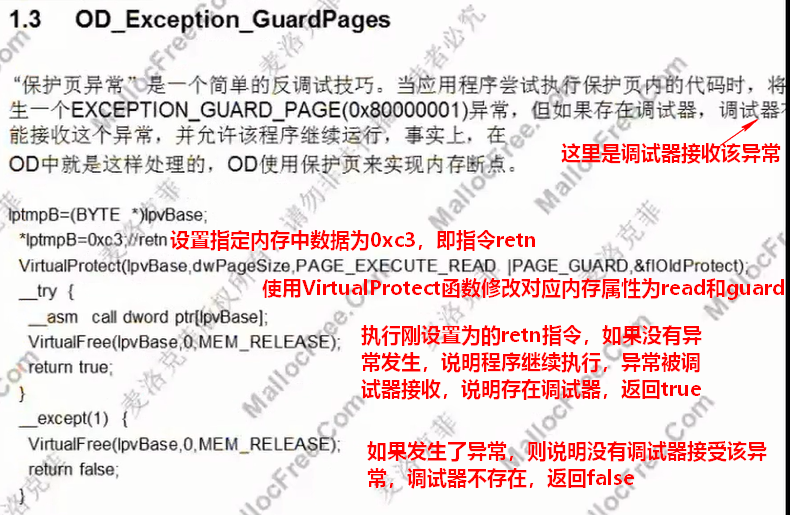 1.3 OD_Exception_GuardPages
“保护页异常”是一个简单的反调试技巧。当应用程序尝试执行保护页内的代码时，将
生一个EXCEPTION_GUARD_PAGE(0x80000001)异常，但如果存在调试器，调试器
能接收这个异常，并允许该程序继续运行，事实上，在
这里是调试器接收该异常
OD中就是这样处理的，OD使用保护页来实现内存断点。
lptmpB=(BYTE *)lpvBase;
*lptmpB=0xc3;//retn 设置指定内存中数据为0xc3，即指令retn
VirtualProtect(lpvBase,dwPageSize,PAGE_EXECUTE_READ |PAGE_GUARD,&flOldProtect);
__try {
使用VirtualProtect函数修改对应内存属性为read和guard
__asm call dword ptr[lpvBase];
VirtualFree(lpvBase,0,MEM_RELEASE);
return true;
}
执行刚设置为的retn指令，如果没有异
常发生，说明程序继续执行，异常被调
试器接收，说明存在调试器，返回true
__except(1) {
VirtualFree(lpvBase,0,MEM_RELEASE);
return false;
}
如果发生了异常，则说明没有调试器接受该异
常，调试器不存在，返回false
麦洛克菲
MallocFree.Com
版权所有
请勿